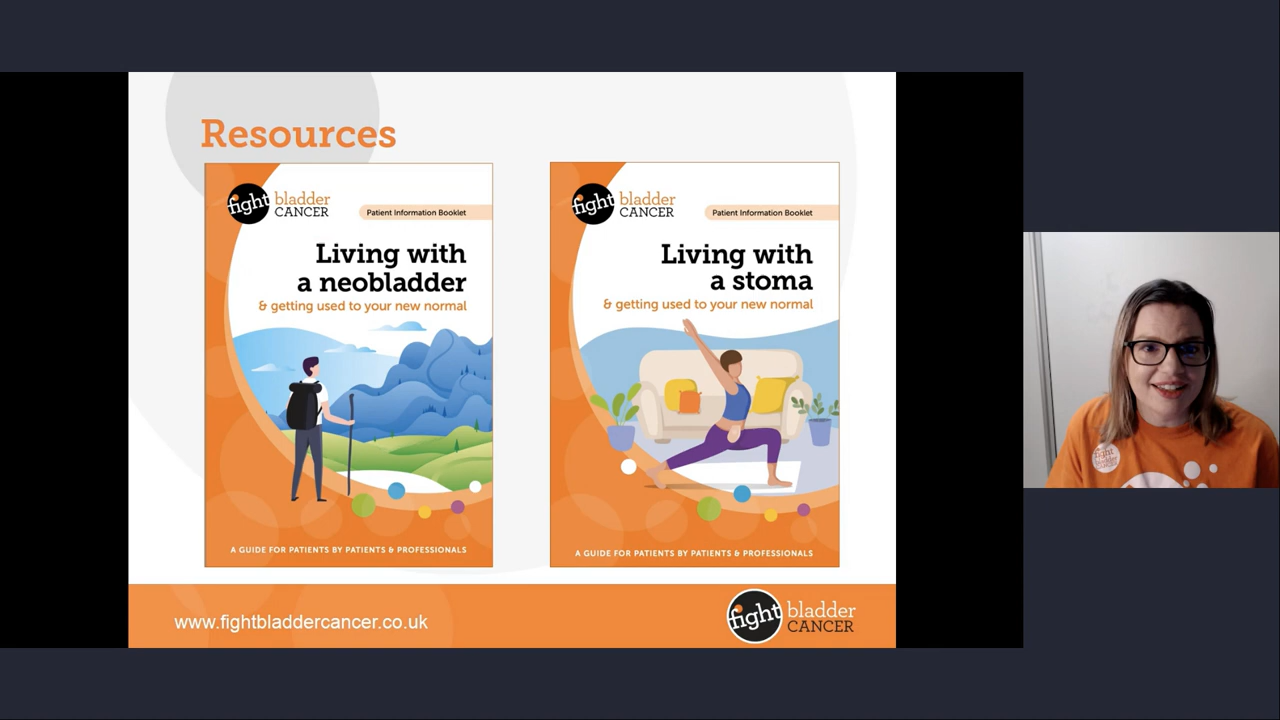 Resources
fight bladder
CANCER
Patient Information Booklet
Living with
a neobladder
& getting used to your new normal
A GUIDE FOR PATIENTS BY PATIENTS & PROFESSIONALS
fight bladder
CANCER
Patient Information Booklet
Living with
a stoma
& getting used to your new normal
A GUIDE FOR PATIENTS BY PATIENTS & PROFESSIONALS
www.fightbladdercancer.co.uk
fight bladder
CANCER
fight
bladder